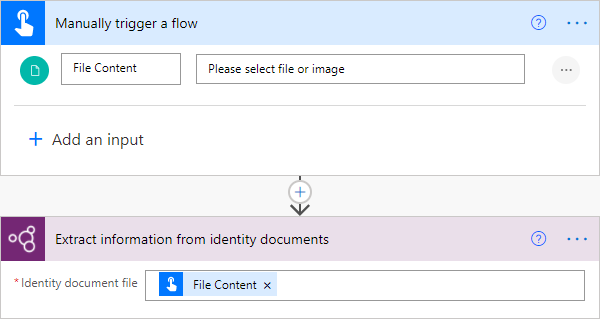 Manually trigger a flow
File Content
Please select file or image
Add an input
Extract information from identity documents
*Identity document file
File Content